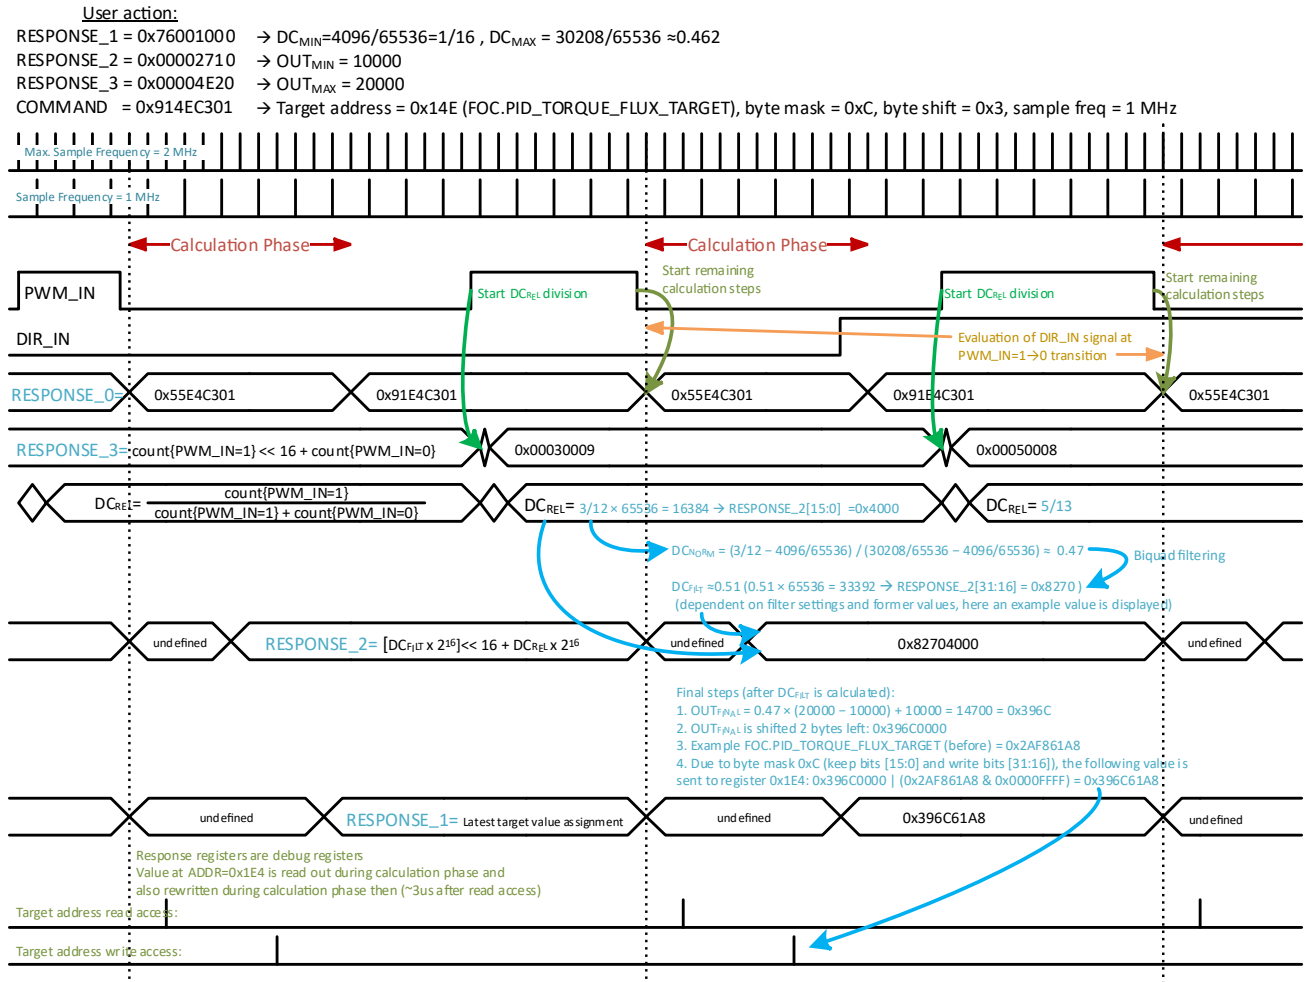 User action:
RESPONSE_1 = 0x76001000 → DCMIN=4096/65536=1/16 , DCMAX = 30208/65536 ≈0.462
RESPONSE_2 = 0x00002710 → OUTMIN = 10000
RESPONSE_3 = 0x00004E20 → OUTMAX = 20000
COMMAND = 0x914EC301 → Target address = 0x14E (FOC.PID_TORQUE_FLUX_TARGET), byte mask = 0xC, byte shift = 0x3, sample freq = 1 MHz
Max. Sample Frequency = 2 MHz
Sample Frequency = 1 MHz
Calculation Phase
Calculation Phase
PWM_IN
Start DCREL division
Start remaining
calculation steps
Start DCREL division
Start remaining
calculation steps
DIR_IN
Evaluation of DIR_IN signal at
PWM_IN=1→0 transition
RESPONSE_0=
0x55E4C301
0x91E4C301
0x55E4C301
0x91E4C301
0x55E4C301
RESPONSE_3= count{PWM_IN=1} << 16 + count{PWM_IN=0}
0x00030009
0x00050008
DCREL=
count{PWM_IN=1}
count{PWM_IN=1} + count{PWM_IN=0}
DCREL= 3/12 × 65536 = 16384 → RESPONSE_2[15:0] =0x4000
DCREL= 5/13
DCNORM = (3/12 − 4096/65536) / (30208/65536 − 4096/65536) ≈ 0.47
Biquad filtering
DCFILT ≈0.51 (0.51 × 65536 = 33392 → RESPONSE_2[31:16] = 0x8270 )
(dependent on filter settings and former values, here an example value is displayed)
undefined
RESPONSE_2= [DCFILT x 2^16]<< 16 + DCREL x 2^16
undefined
0x82704000
undefined
Final steps (after DCFILT is calculated):
1. OUTFINAL = 0.47 × (20000 − 10000) + 10000 = 14700 = 0x396C
2. OUTFINAL is shifted 2 bytes left: 0x396C0000
3. Example FOC.PID_TORQUE_FLUX_TARGET (before) = 0x2AF861A8
4. Due to byte mask 0xC (keep bits [15:0] and write bits [31:16]), the following value is
sent to register 0x1E4: 0x396C0000 | (0x2AF861A8 & 0x0000FFFF) = 0x396C61A8
undefined
RESPONSE_1= Latest target value assignment
undefined
0x396C61A8
undefined
Response registers are debug registers
Value at ADDR=0x1E4 is read out during calculation phase and
also rewritten during calculation phase then (~3us after read access)
Target address read access:
Target address write access: